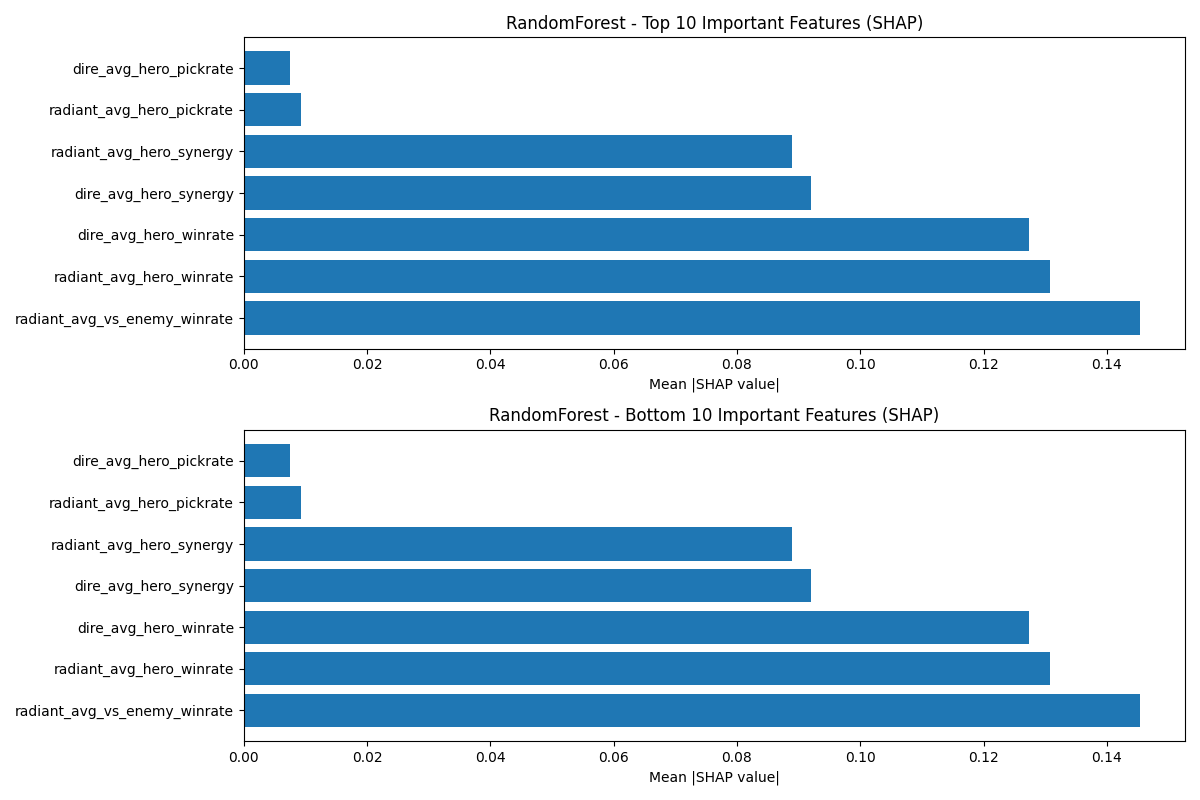 RandomForest - Top 10 Important Features (SHAP)
dire_avg_hero_pickrate
radiant_avg_hero_pickrate
radiant_avg_hero_synergy
dire_avg_hero_synergy
dire_avg_hero_winrate
radiant_avg_hero_winrate
radiant_avg_vs_enemy_winrate
0.00 0.02 0.04 0.06 0.08 0.10 0.12 0.14
Mean |SHAP value|
RandomForest - Bottom 10 Important Features (SHAP)
dire_avg_hero_pickrate
radiant_avg_hero_pickrate
radiant_avg_hero_synergy
dire_avg_hero_synergy
dire_avg_hero_winrate
radiant_avg_hero_winrate
radiant_avg_vs_enemy_winrate
0.00 0.02 0.04 0.06 0.08 0.10 0.12 0.14
Mean |SHAP value|